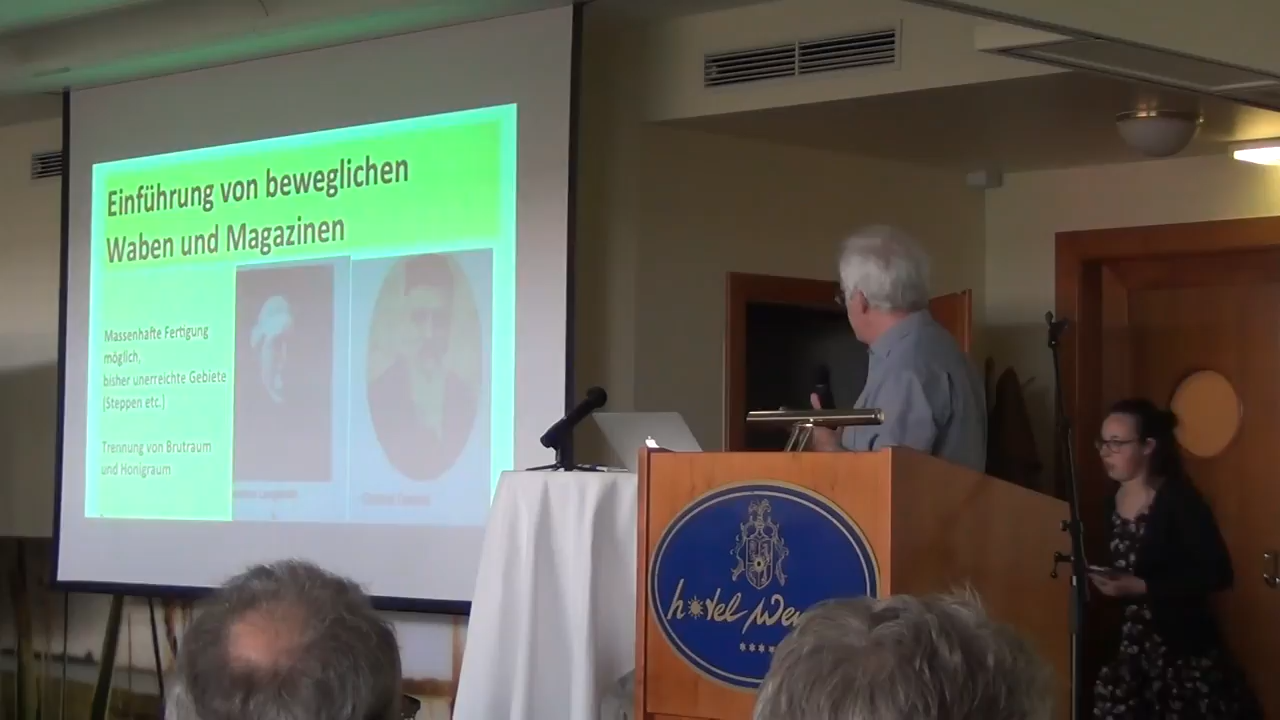 Einführung von beweglichen
Waben und Magazinen
Massenhafte Fertigung
möglich,
bisher unerreichte Gebiete
(Steppen etc.)
Trennung von Brutraum
und Honigraum
hotel